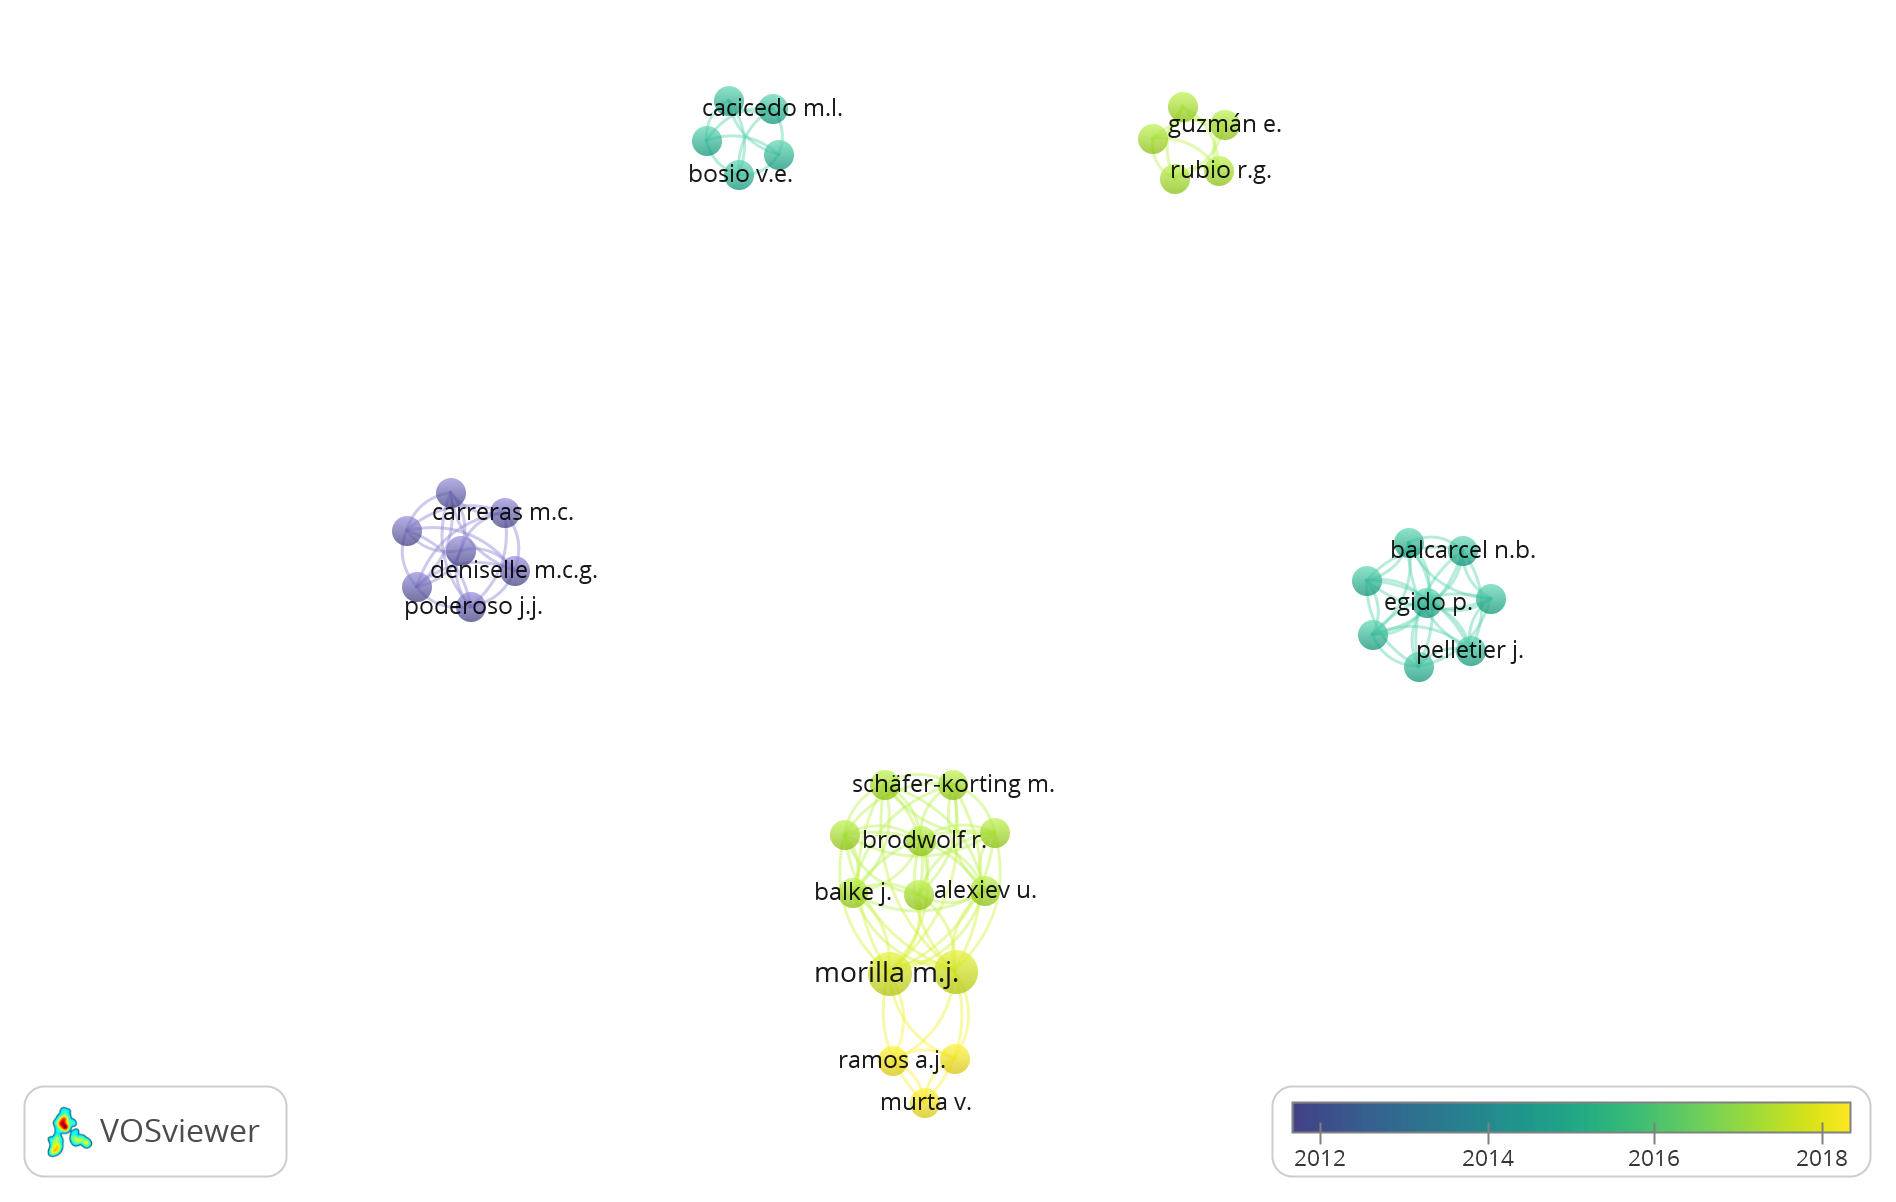 cacicedo m.l.
guzmán e.
bosio v.e.
rubio r.g.
carreras m.c.
deniselle m.c.g.
poderoso j.j.
balcarcel n.b.
egido p.
pelletier j.
schäfer-korting m.
brodwolf r.
balke j.
alexiev u.
morilla m.j.
ramos a.j.
murta v.
VOSviewer
2012 2014 2016 2018